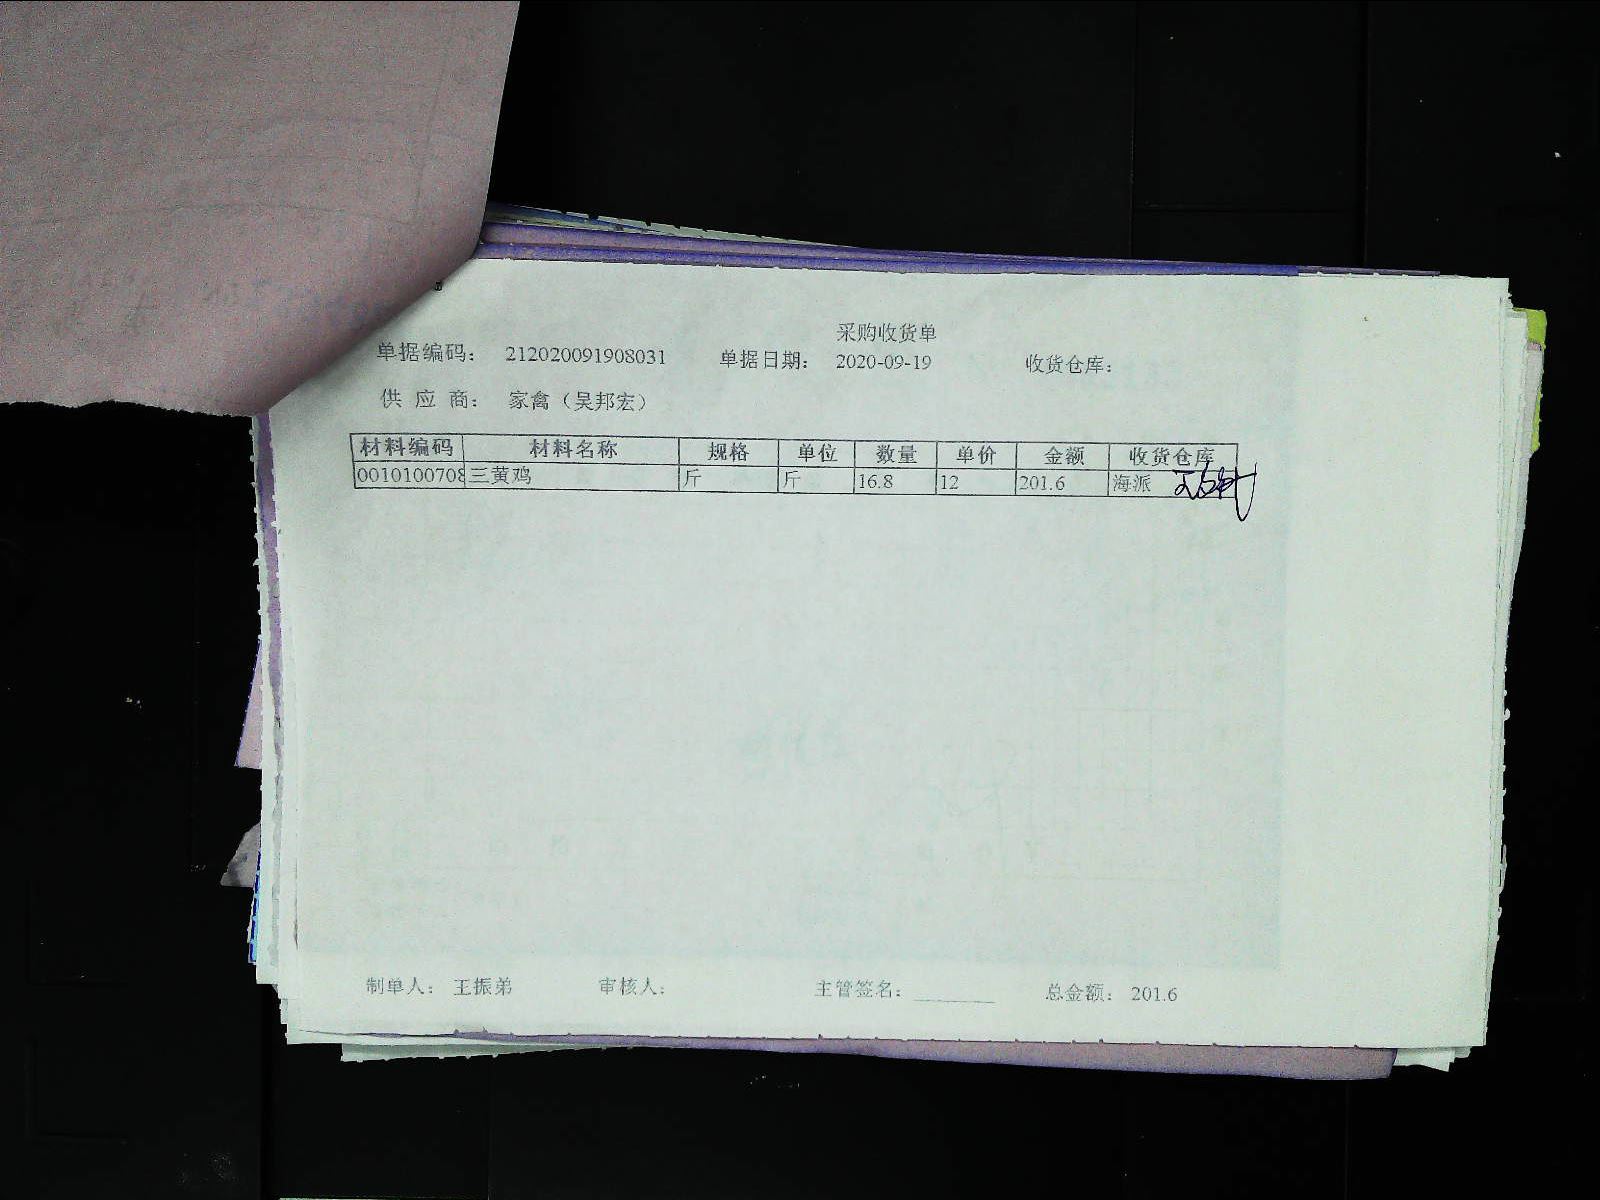 采购收货单
单据编码： 212020091908031 单据日期： 2020-09-19 收货仓库：
供 应 商： 家禽（吴邦宏）
材料编码 材料名称 规格 单位 数量 单价 金额 收货仓库
0010100708 三黄鸡 斤 斤 16.8 12 201.6 海派
制单人： 王振弟 审核人： 主管签名： 总金额： 201.6